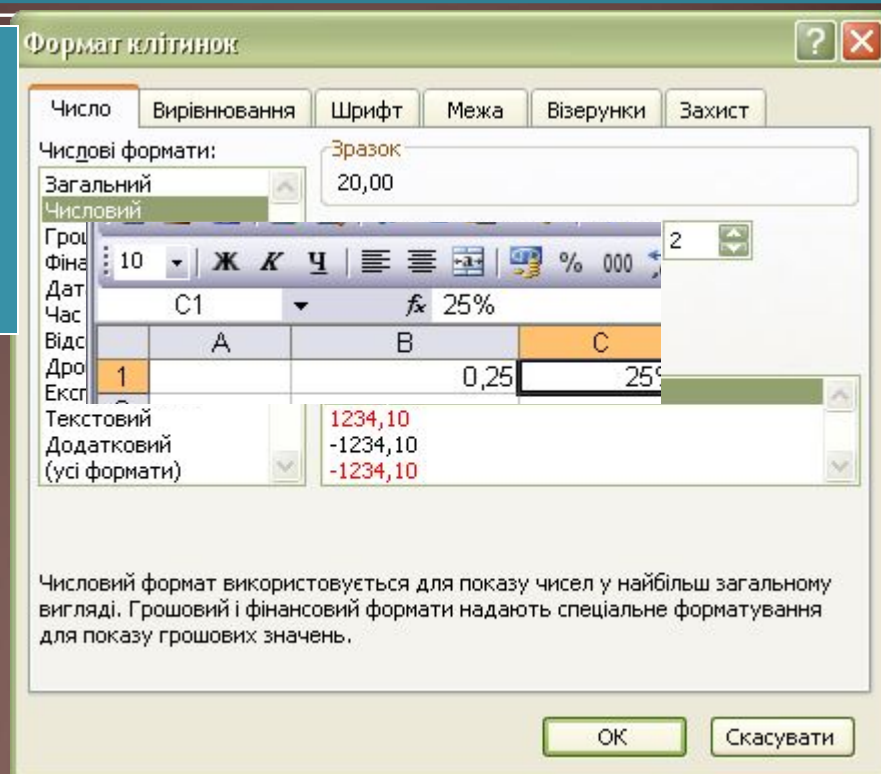 Формат клітинок
Число Вирівнювання Шрифт Межа Візерунки Захист
Числові формати:
Зразок
Загальний
20,00
Числовий
2
10 Ж К Ч % 000
C1 fx 25%
Час
A B C
1 0,25
Текстовий
1234,10
Додатковий
-1234,10
(усі формати)
-1234,10
Числовий формат використовується для показу чисел у найбільш загальному
вигляді. Грошовий і фінансовий формати надають спеціальне форматування
для показу грошових значень.
OK Скасувати